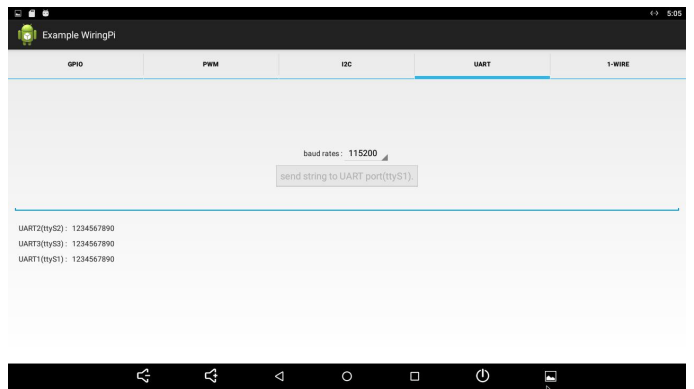 5:05
Example WiringPi
GPIO PWM I2C UART 1-WIRE
baud rates : 115200
send string to UART port(ttyS1).
UART2(ttyS2) : 1234567890
UART3(ttyS3) : 1234567890
UART1(ttyS1) : 1234567890